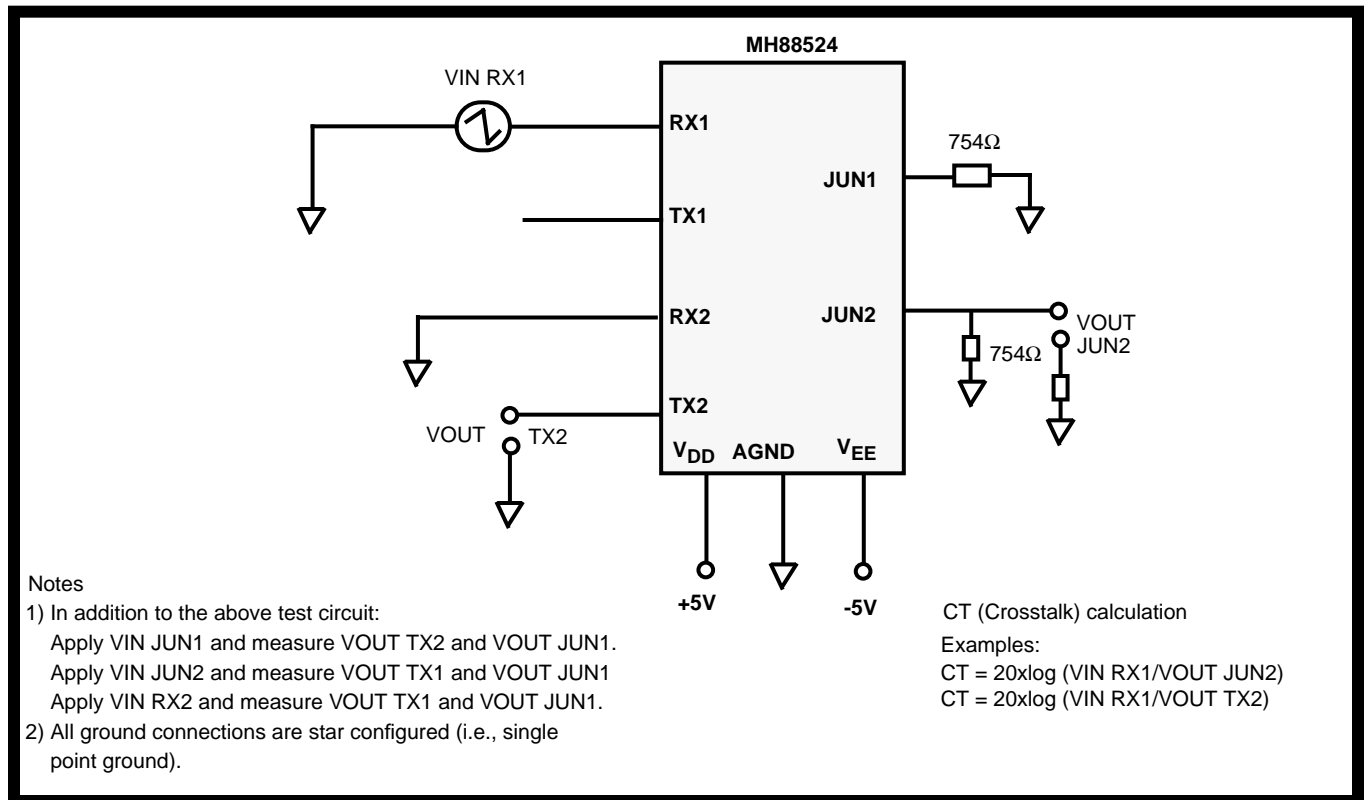 MH88524
VIN RX1
RX1
754Ω
JUN1
TX1
RX2
JUN2
VOUT
JUN2
754Ω
TX2
VOUT
TX2
VDD
AGND
VEE
+5V
-5V
Notes
1) In addition to the above test circuit:
Apply VIN JUN1 and measure VOUT TX2 and VOUT JUN1.
Apply VIN JUN2 and measure VOUT TX1 and VOUT JUN1
Apply VIN RX2 and measure VOUT TX1 and VOUT JUN1.
2) All ground connections are star configured (i.e., single
point ground).
CT (Crosstalk) calculation
Examples:
CT = 20xlog (VIN RX1/VOUT JUN2)
CT = 20xlog (VIN RX1/VOUT TX2)